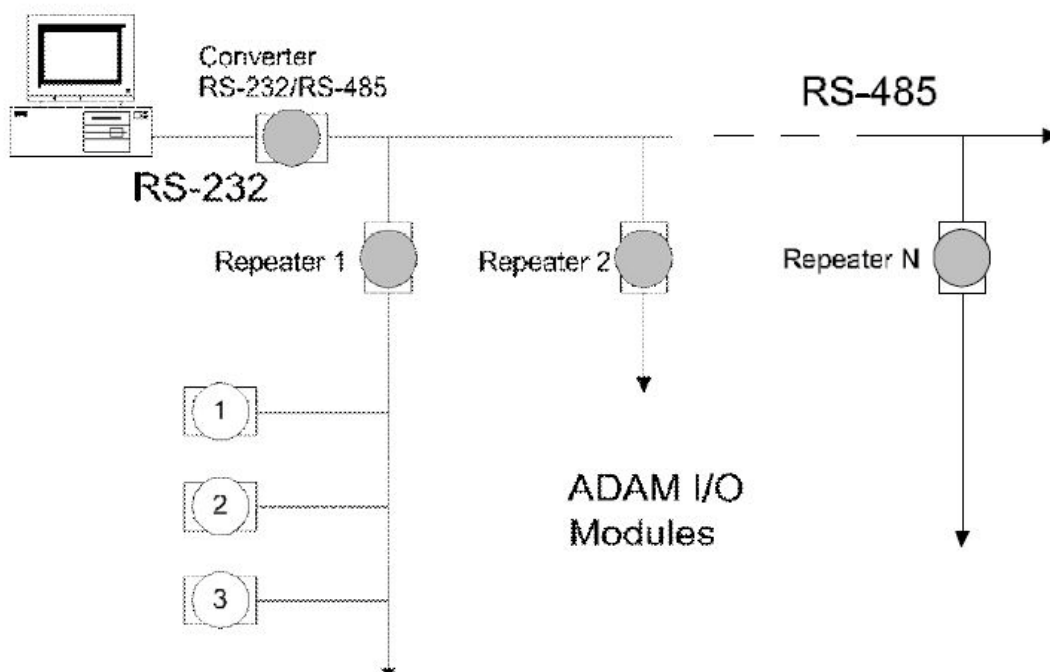 Converter
RS-232/RS-485
RS-485
RS-232
Repeater 1
Repeater 2
Repeater N
1
2
3
ADAM I/O
Modules